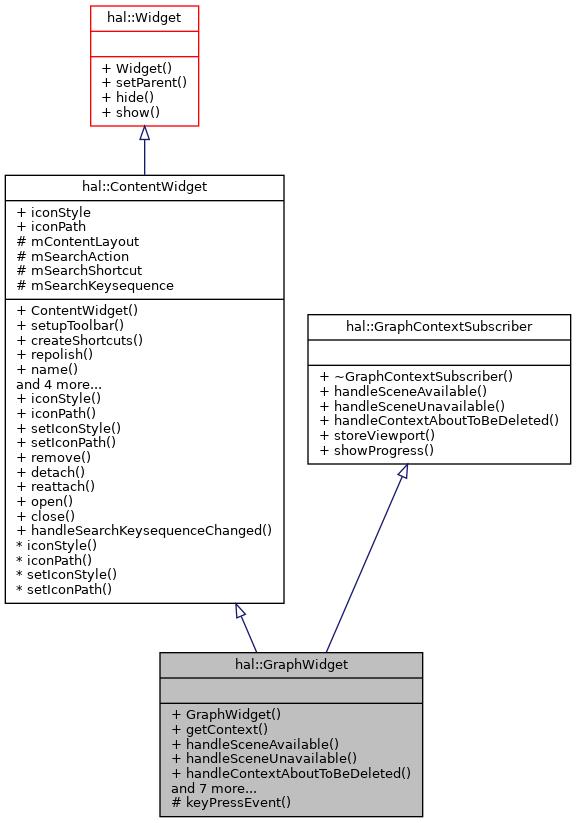 hal::Widget
+ Widget()
+ setParent()
+ hide()
+ show()
hal::ContentWidget
+ iconStyle
+ iconPath
# mContentLayout
# mSearchAction
# mSearchShortcut
# mSearchKeysequence
+ ContentWidget()
+ setupToolbar()
+ createShortcuts()
+ repolish()
+ name()
and 4 more...
+ iconStyle()
+ iconPath()
+ setIconStyle()
+ setIconPath()
+ remove()
+ detach()
+ reattach()
+ open()
+ close()
+ handleSearchKeysequenceChanged()
* iconStyle()
* iconPath()
* setIconStyle()
* setIconPath()
hal::GraphContextSubscriber
+ ~GraphContextSubscriber()
+ handleSceneAvailable()
+ handleSceneUnavailable()
+ handleContextAboutToBeDeleted()
+ storeViewport()
+ showProgress()
hal::GraphWidget
+ GraphWidget()
+ getContext()
+ handleSceneAvailable()
+ handleSceneUnavailable()
+ handleContextAboutToBeDeleted()
and 7 more...
# keyPressEvent()